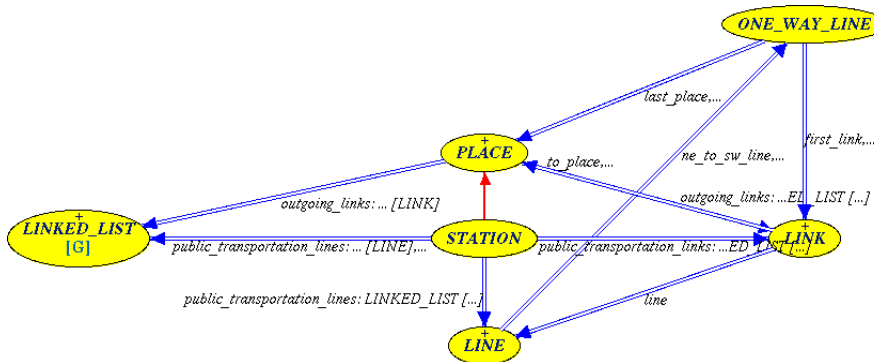 ONE_WAY_LINE
last_place,...
first_link,...
+
PLACE
to_place,...
ne_to_sw_line,...
outgoing_links: ... [LINK]
outgoing_links: ...ED_LIST [...]
+
LINKED_LIST
[G]
STATION
+
LINK
public_transportation_lines: ... [LINE],...
public_transportation_links: ...ED_LIST [...]
public_transportation_lines: LINKED_LIST [...]
line
+
LINE